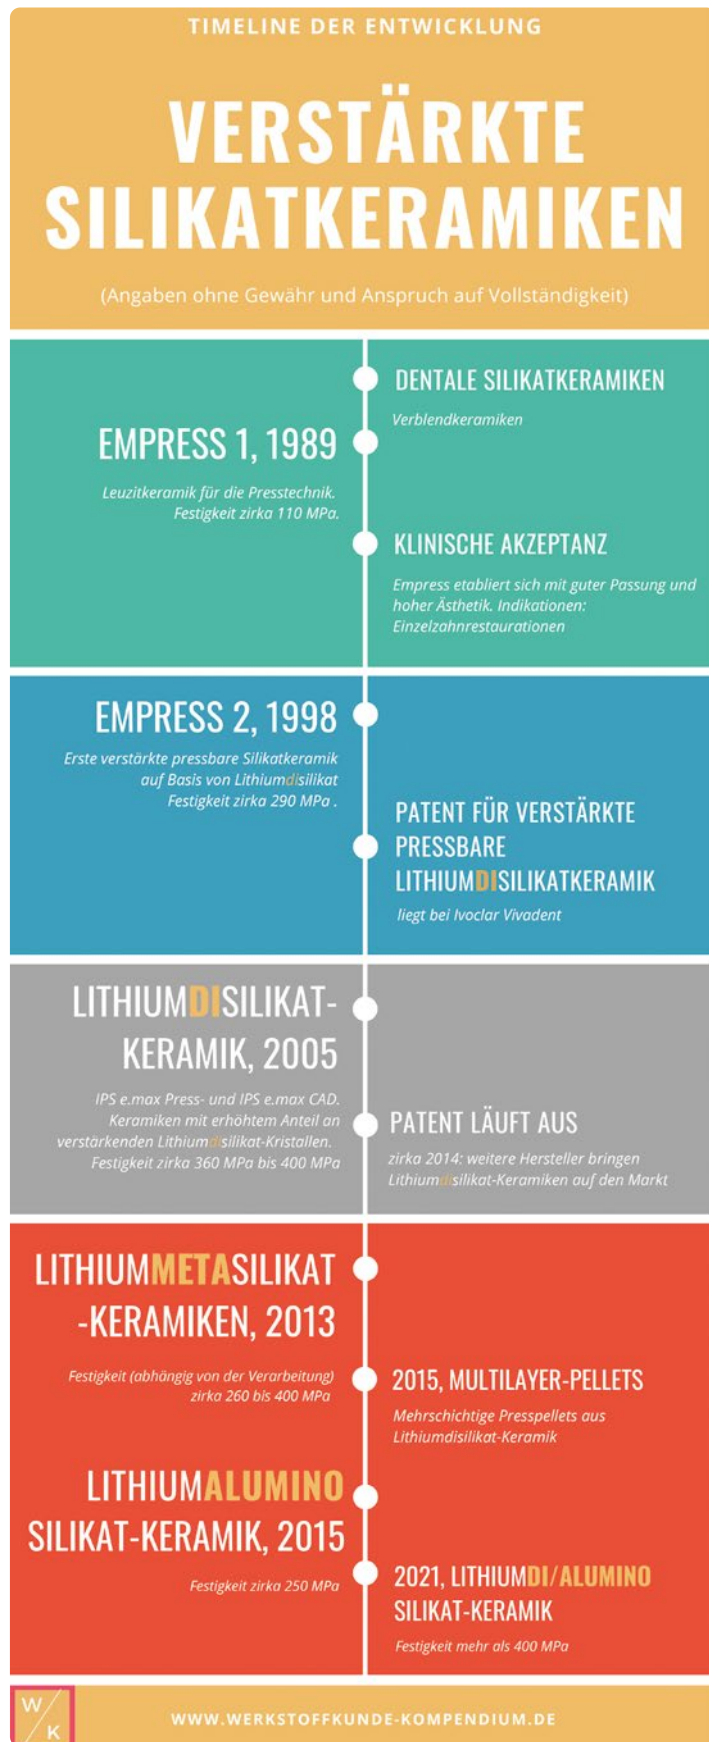 TIMELINE DER ENTWICKLUNG
VERSTÄRKTE
SILIKATKERAMIKEN
(Angaben ohne Gewähr und Anspruch auf Vollständigkeit)
DENTALE SILIKATKERAMIKEN
Verblendkeramiken
EMPRESS 1, 1989
Leuzitkeramik für die Presstechnik.
Festigkeit zirka 110 MPa.
KLINISCHE AKZEPTANZ
Empress etabliert sich mit guter Passung und
hoher Ästhetik. Indikationen:
Einzelzahnrestaurationen
EMPRESS 2, 1998
Erste verstärkte pressbare Silikatkeramik
auf Basis von Lithiumdisilikat
Festigkeit zirka 290 MPa .
PATENT FÜR VERSTÄRKTE
PRESSBARE
LITHIUMDISILIKATKERAMIK
liegt bei Ivoclar Vivadent
LITHIUMDISILIKAT-
KERAMIK, 2005
IPS e.max Press- und IPS e.max CAD.
Keramiken mit erhöhtem Anteil an
verstärkenden Lithiumdisilikat-Kristallen.
Festigkeit zirka 360 MPa bis 400 MPa
PATENT LÄUFT AUS
zirka 2014: weitere Hersteller bringen
Lithiumdisilikat-Keramiken auf den Markt
LITHIUMMETASILIKAT
-KERAMIKEN, 2013
Festigkeit (abhängig von der Verarbeitung)
zirka 260 bis 400 MPa
2015, MULTILAYER-PELLETS
Mehrschichtige Presspellets aus
Lithiumdisilikat-Keramik
LITHIUMALUMINO
SILIKAT-KERAMIK, 2015
Festigkeit zirka 250 MPa
2021, LITHIUMDI/ALUMINO
SILIKAT-KERAMIK
Festigkeit mehr als 400 MPa
W/K
WWW.WERKSTOFFKUNDE-KOMPENDIUM.DE